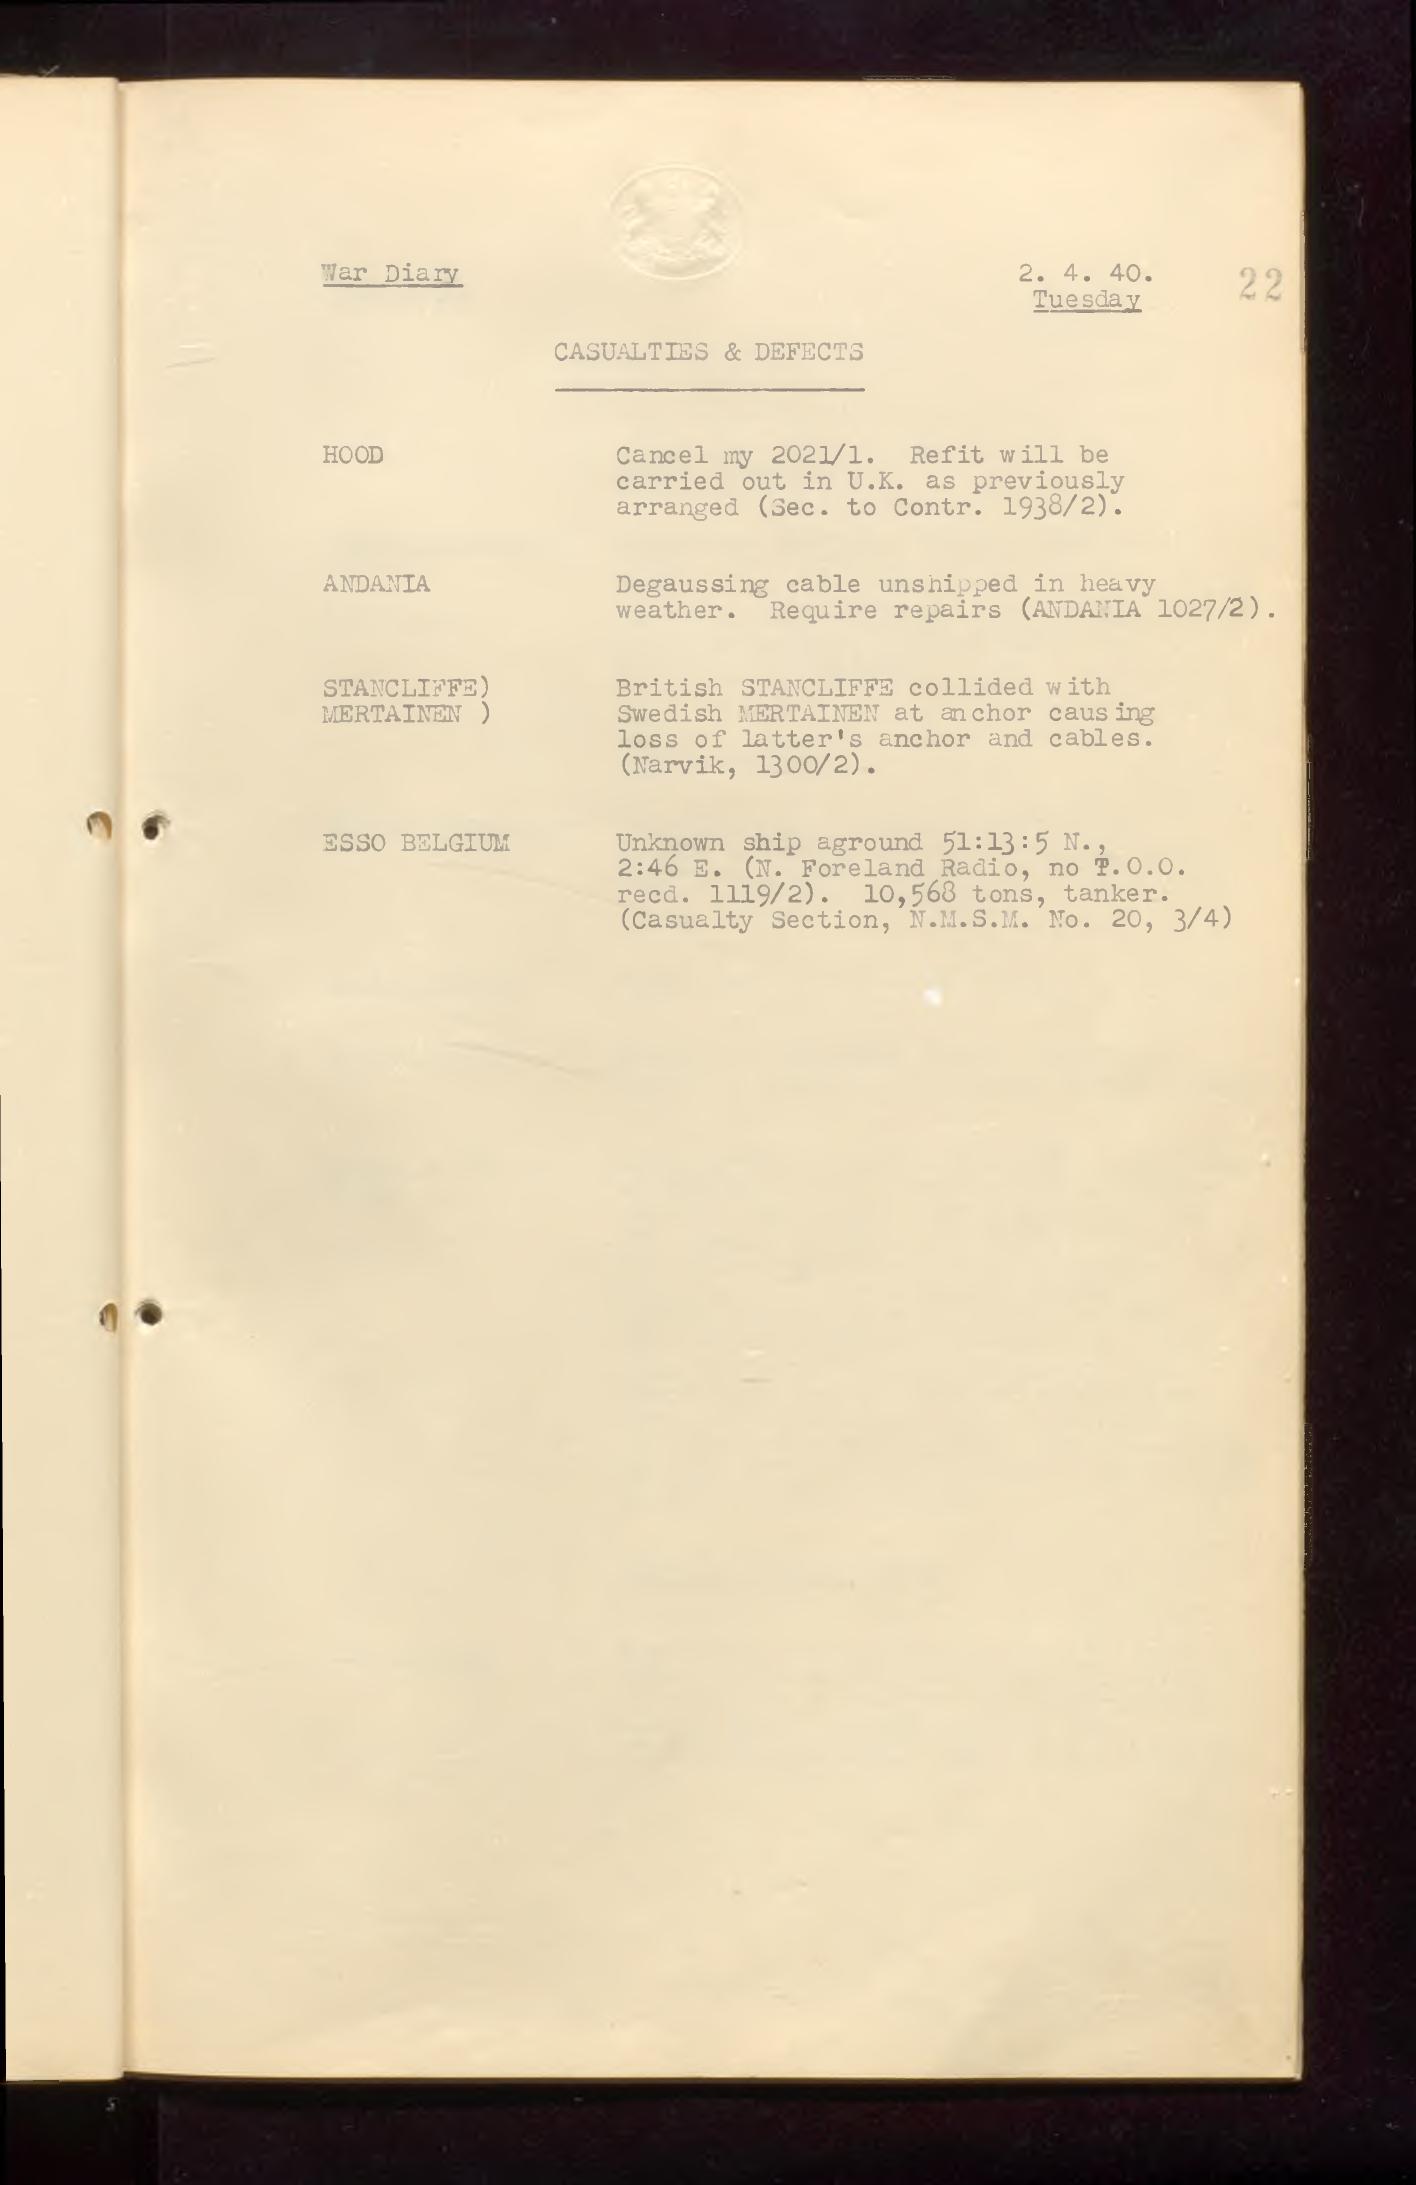 War Diary
2. 4. 40.
22
Tuesday
CASUALTIES & DEFECTS
HOOD
Cancel my 2021/1. Refit will be
carried out in U.K. as previously
arranged (Sec. to Contr. 1938/2).
ANDANIA
Degaussing cable unshipped in heavy
weather. Require repairs (ANDANIA 1027/2).
STANCLIFFE)
MERTAINEN )
British STANCLIFFE collided with
Swedish MERTAINEN at anchor causing
loss of latter's anchor and cables.
(Narvik, 1300/2).
ESSO BELGIUM
Unknown ship aground 51:13:5 N.,
2:46 E. (N. Foreland Radio, no T.O.O.
recd. 1119/2). 10,568 tons, tanker.
(Casualty Section, N.M.S.M. No. 20, 3/4)